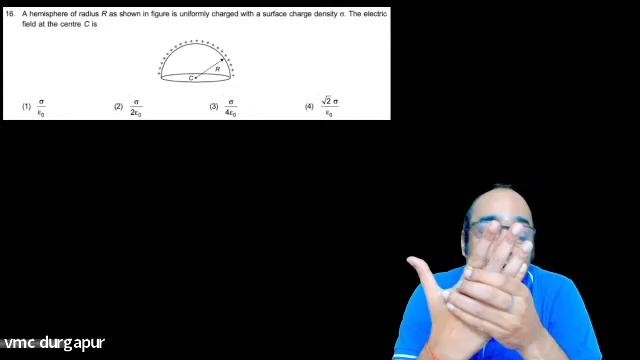 16. A hemisphere of radius R as shown in figure is uniformly charged with a surface charge density σ. The electric
field at the centre C is
R
C
(1) σ/ε₀ (2) σ/2ε₀ (3) σ/4ε₀ (4) √2 σ/ε₀
vmc durgapur